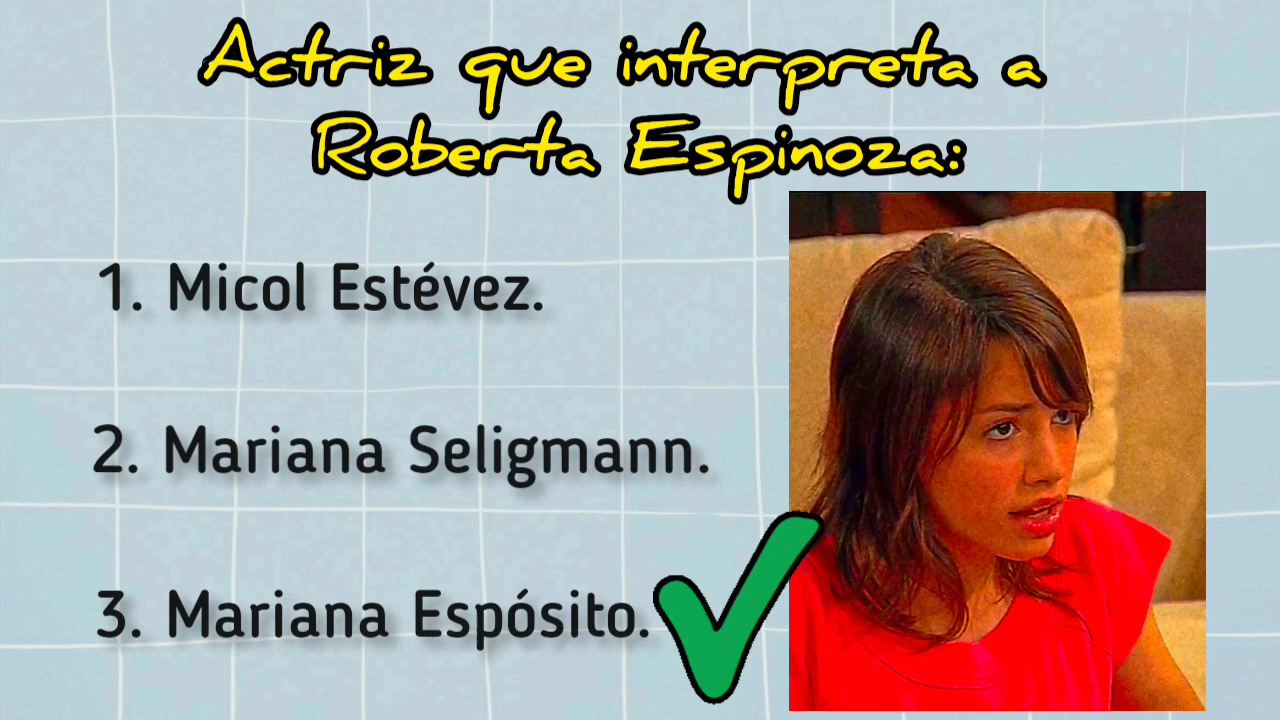 Actriz que interpreta a
Roberta Espinoza:
1. Micol Estévez.
2. Mariana Seligmann.
3. Mariana Espósito.